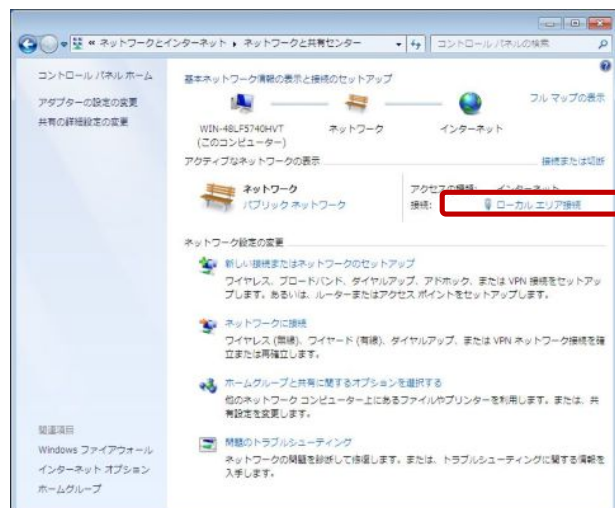 « ネットワークとインターネット ▸ ネットワークと共有センター
コントロール パネルの検索
コントロール パネル ホーム
アダプターの設定の変更
共有の詳細設定の変更
基本ネットワーク情報の表示と接続のセットアップ
フル マップの表示
WIN-48LF5740HVT
(このコンピューター)
ネットワーク
インターネット
アクティブなネットワークの表示
接続または切断
ネットワーク
パブリック ネットワーク
アクセスの種類: インターネット
接続: ローカル エリア接続
ネットワーク設定の変更
新しい接続またはネットワークのセットアップ
ワイヤレス、ブロードバンド、ダイヤルアップ、アドホック、または VPN 接続をセットアッ
プします。あるいは、ルーターまたはアクセス ポイントをセットアップします。
ネットワークに接続
ワイヤレス (無線)、ワイヤード (有線)、ダイヤルアップ、または VPN ネットワーク接続を確
立または再確立します。
ホームグループと共有に関するオプションを選択する
他のネットワーク コンピューター上にあるファイルやプリンターを利用します。または、共
有設定を変更します。
問題のトラブルシューティング
ネットワークの問題を診断して修復します。または、トラブルシューティングに関する情報を
入手します。
関連項目
Windows ファイアウォール
インターネット オプション
ホームグループ